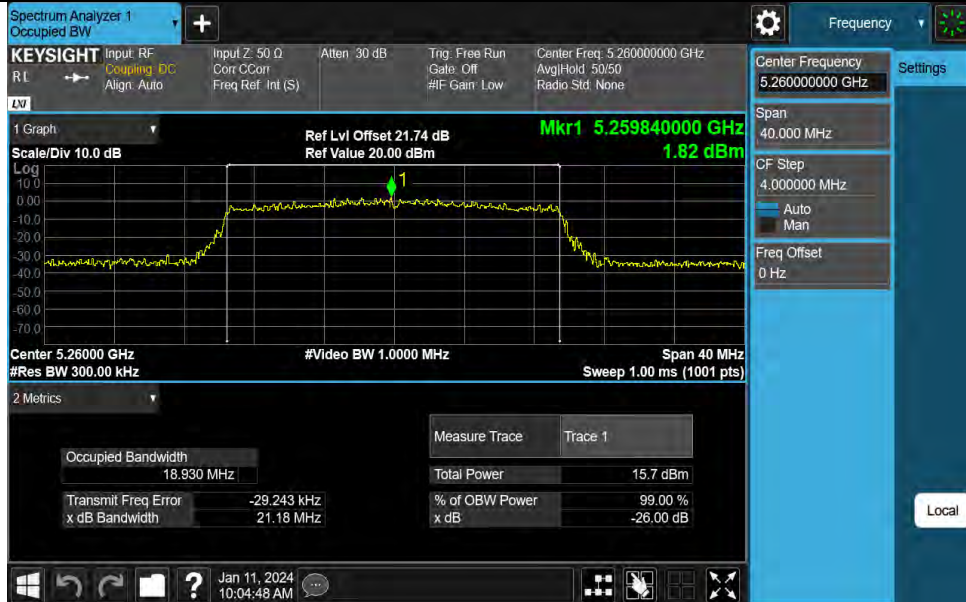 Spectrum Analyzer 1
Occupied BW
+
Frequency
KEYSIGHT
Input: RF
Input Z: 50 Ω
Atten: 30 dB
Trig: Free Run
Center Freq: 5.260000000 GHz
Coupling: DC
Corr CCorr
Gate: Off
Avg|Hold: 50/50
Align: Auto
Freq Ref: Int (S)
#IF Gain: Low
Radio Std: None
LXI
Center Frequency
5.260000000 GHz
Settings
Span
40.000 MHz
CF Step
4.000000 MHz
Auto
Man
Freq Offset
0 Hz
Local
1 Graph
Ref Lvl Offset 21.74 dB
Mkr1 5.259840000 GHz
Scale/Div 10.0 dB
Ref Value 20.00 dBm
1.82 dBm
Log
10.0
0.00
-10.0
-20.0
-30.0
-40.0
-50.0
-60.0
-70.0
1
Center 5.26000 GHz
#Video BW 1.0000 MHz
Span 40 MHz
#Res BW 300.00 kHz
Sweep 1.00 ms (1001 pts)
2 Metrics
Measure Trace
Trace 1
Occupied Bandwidth
18.930 MHz
Total Power
15.7 dBm
Transmit Freq Error
-29.243 kHz
% of OBW Power
99.00 %
x dB Bandwidth
21.18 MHz
x dB
-26.00 dB
?
Jan 11, 2024
10:04:48 AM